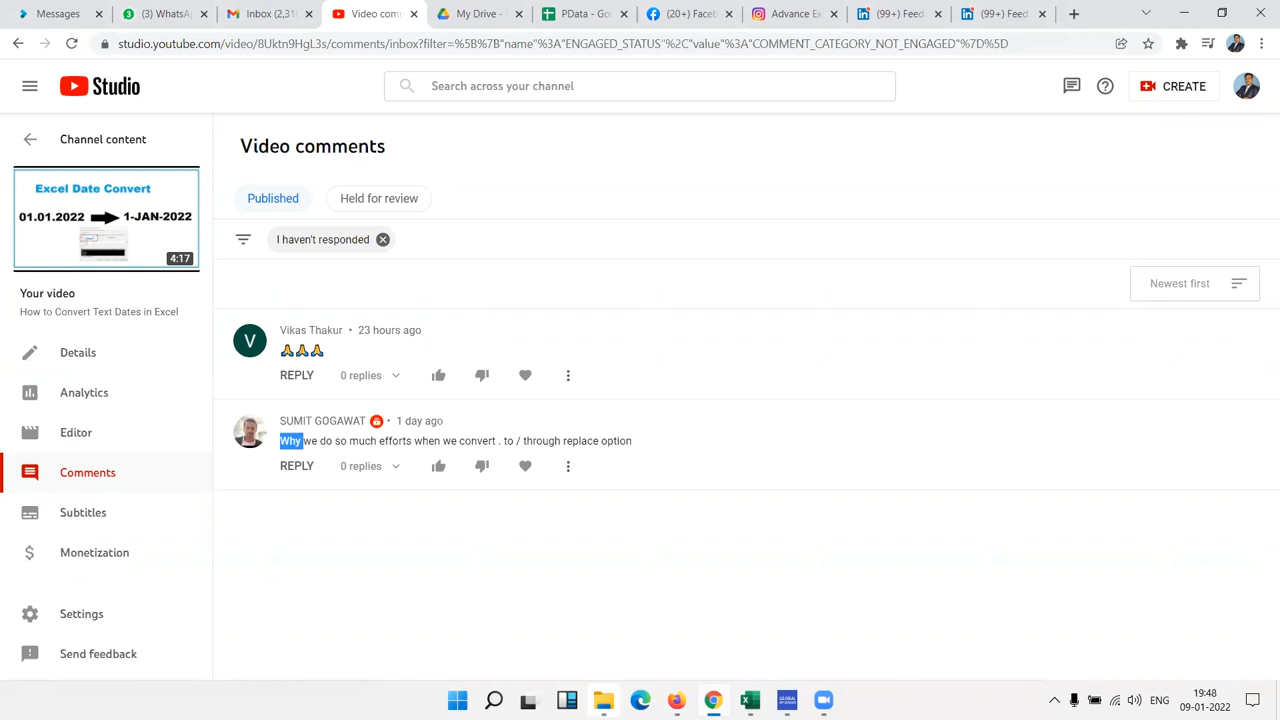 Messages
(3) WhatsA
Inbox (2,31
Video com
My Drive - G
PData - Goo
(20+) Faceb
Advance Ex
(99+) Feed
(99+) Feed
studio.youtube.com/video/8Uktn9HgL3s/comments/inbox?filter=%5B%7B"name"%3A"ENGAGED_STATUS"%2C"value"%3A"COMMENT_CATEGORY_NOT_ENGAGED"%7D%5D
Studio
Search across your channel
CREATE
Channel content
Video comments
Excel Date Convert
01.01.2022
1-JAN-2022
4:17
Published
Held for review
I haven't responded
Newest first
Your video
How to Convert Text Dates in Excel
Details
Analytics
Editor
Comments
Subtitles
Monetization
Settings
Send feedback
V
Vikas Thakur • 23 hours ago
🙏🙏🙏
REPLY 0 replies
SUMIT GOGAWAT • 1 day ago
Why we do so much efforts when we convert . to / through replace option
REPLY 0 replies
ENG
19:48
09-01-2022